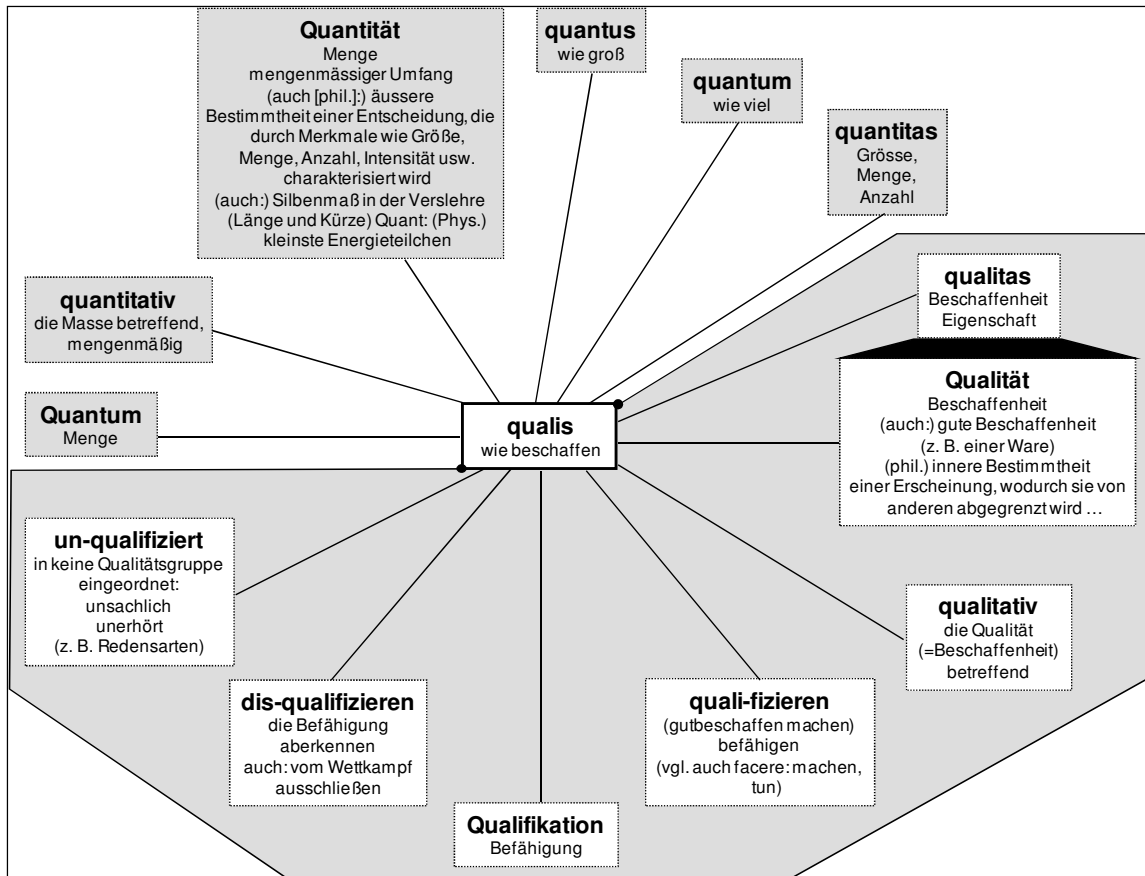 Quantität
Menge
mengenmässiger Umfang
(auch [phil.]:) äussere
Bestimmtheit einer Entscheidung, die
durch Merkmale wie Größe,
Menge, Anzahl, Intensität usw.
charakterisiert wird
(auch:) Silbenmaß in der Verslehre
(Länge und Kürze) Quant: (Phys.)
kleinste Energieteilchen
quantus
wie groß
quantum
wie viel
quantitas
Grösse,
Menge,
Anzahl
quantitativ
die Masse betreffend,
mengenmäßig
Quantum
Menge
qualis
wie beschaffen
qualitas
Beschaffenheit
Eigenschaft
Qualität
Beschaffenheit
(auch:) gute Beschaffenheit
(z. B. einer Ware)
(phil.) innere Bestimmtheit
einer Erscheinung, wodurch sie von
anderen abgegrenzt wird ...
un-qualifiziert
in keine Qualitätsgruppe
eingeordnet:
unsachlich
unerhört
(z. B. Redensarten)
dis-qualifizieren
die Befähigung
aberkennen
auch: vom Wettkampf
ausschließen
Qualifikation
Befähigung
quali-fizieren
(gutbeschaffen machen)
befähigen
(vgl. auch facere: machen,
tun)
qualitativ
die Qualität
(=Beschaffenheit)
betreffend